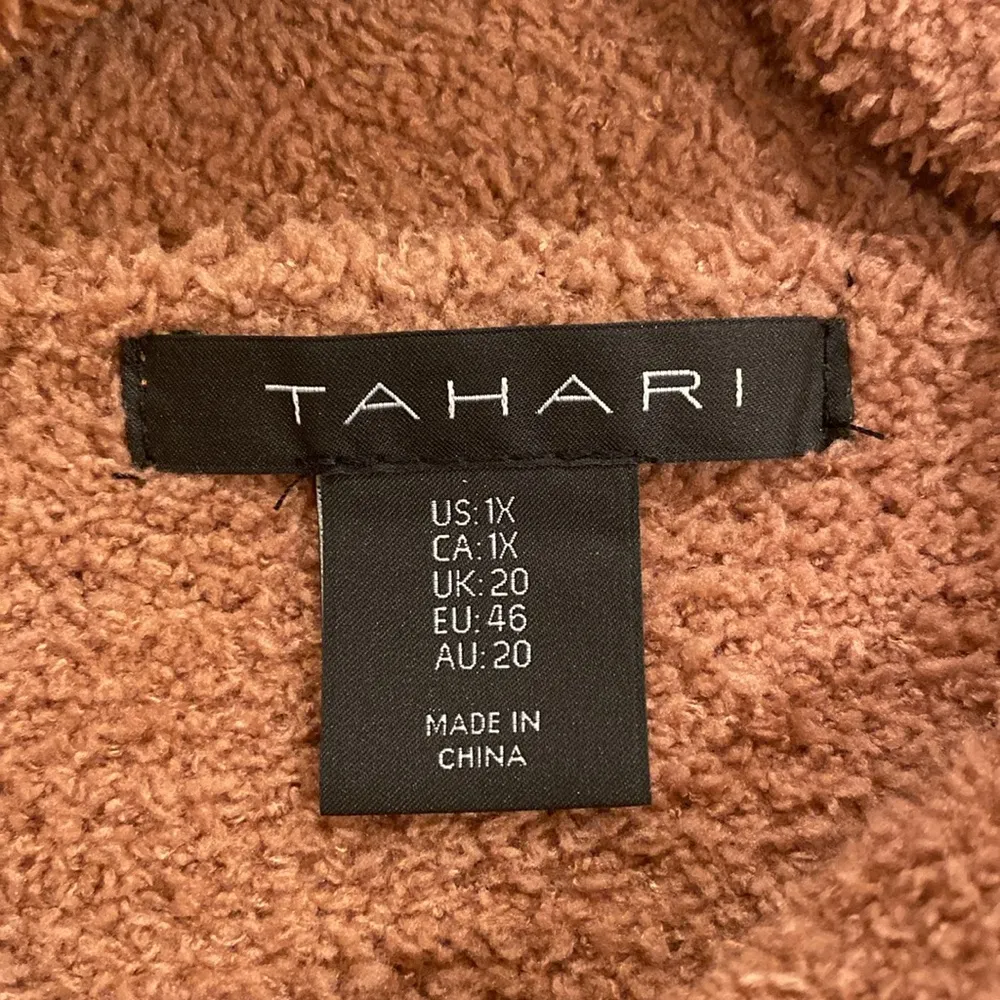 TAHARI
US: 1X
CA: 1X
UK: 20
EU: 46
AU: 20
MADE IN
CHINA